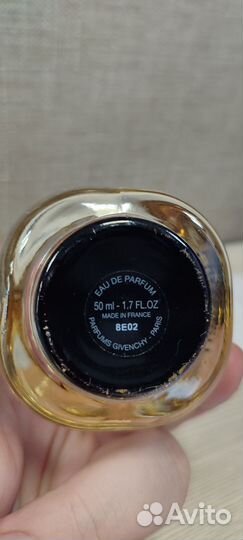 EAU DE PARFUM
50 ml - 1.7 FL.OZ
MADE IN FRANCE
8E02
PARFUMS GIVENCHY - PARIS
Avito